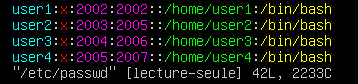 user1:x:2002:2002::/home/user1:/bin/bash
user2:x:2003:2005::/home/user2:/bin/bash
user3:x:2004:2006::/home/user3:/bin/bash
user4:x:2005:2007::/home/user4:/bin/bash
"/etc/passwd" [lecture-seule] 42L, 2233C